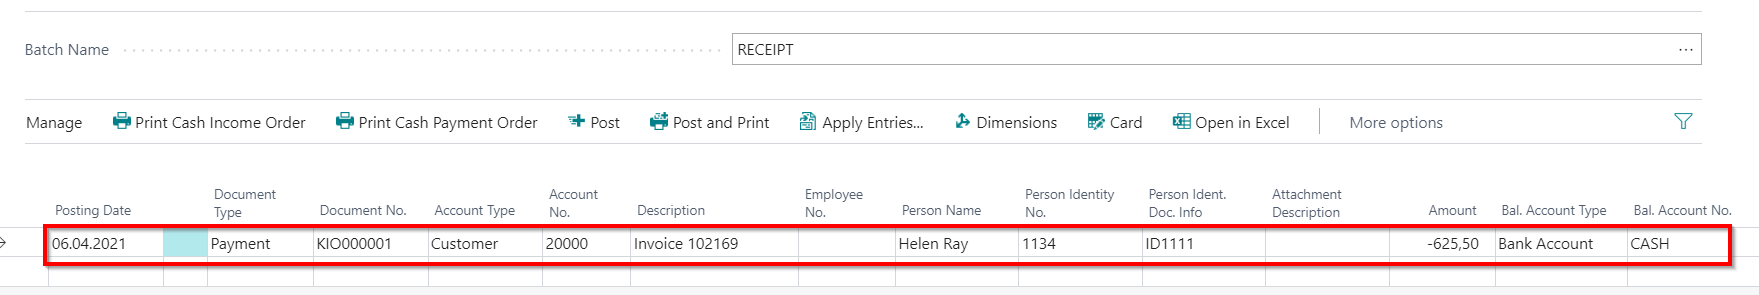 Batch Name RECEIPT ...
Manage Print Cash Income Order Print Cash Payment Order Post Post and Print Apply Entries... Dimensions Card Open in Excel More options
Posting Date Document Type Document No. Account Type Account No. Description Employee No. Person Name Person Identity No. Person Ident. Doc. Info Attachment Description Amount Bal. Account Type Bal. Account No.
06.04.2021 Payment KIO000001 Customer 20000 Invoice 102169 Helen Ray 1134 ID1111 -625,50 Bank Account CASH